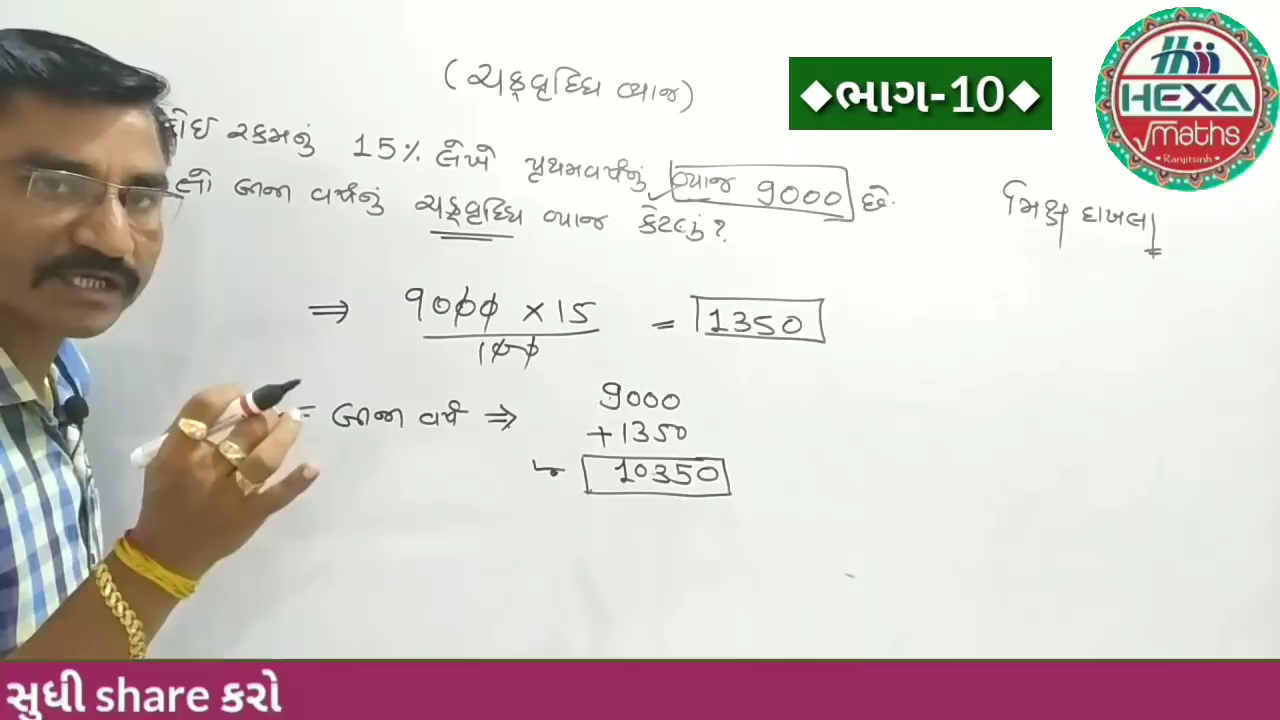 (ચક્રવૃધ્ધિ વ્યાજ)
◆ભાગ-10◆
HEXA
√maths
Ranjitsinh
કોઇ રકમનું 15% લેખે પ્રથમવર્ષનું વ્યાજ 9000 છે.
તો બીજા વર્ષનું ચક્રવૃધ્ધિ વ્યાજ કેટલું?
મિક્ષ દાખલા
⇒ 9000 × 15 = 1350
100
= બીજા વર્ષ ⇒ 9000
+1350
10350
સુધી share કરો